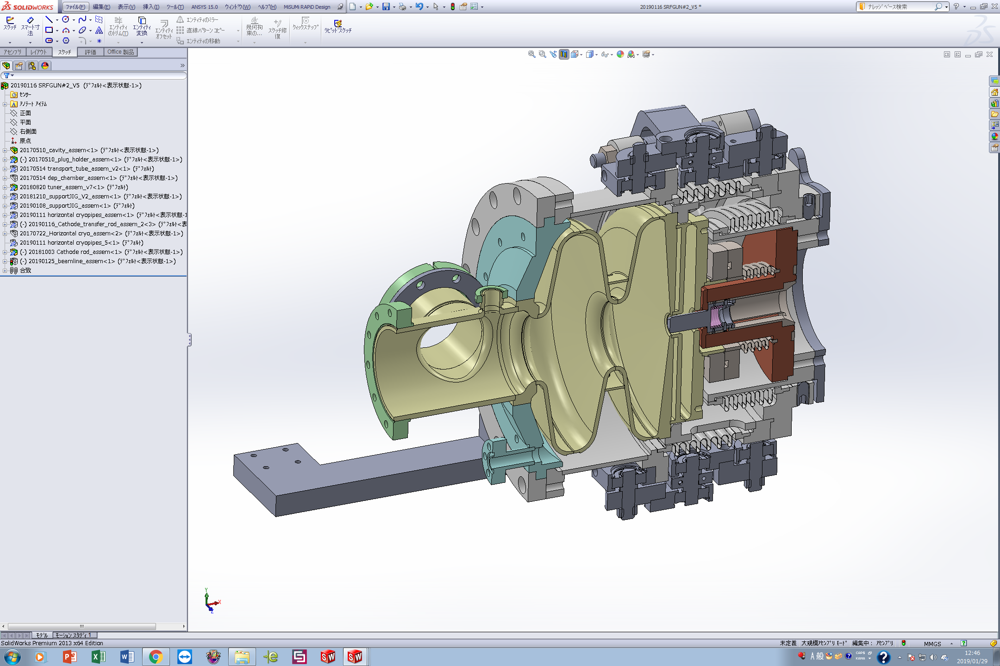 SOLIDWORKS ファイル(F) 編集(E) 表示(V) 挿入(I) ツール(T) ANSYS 15.0 ウィンドウ(W) ヘルプ(H) MiSUMi RAPiD Design 20190116 SRFGUN#2_V5 * ナレッジベース検索
スケッチ
スマート寸法
エンティティのトリム(T)
エンティティ変換
エンティティオフセット
エンティティのミラー
直線パターン コピー
エンティティの移動
幾何拘束の...
スケッチ修復
クイックスナップ
ラピッドスケッチ
アセンブリ レイアウト スケッチ 評価 Office 製品
20190116 SRFGUN#2_V5 (デフォルト<表示状態-1>)
センサー
アノテート アイテム
正面
平面
右側面
原点
20170510_cavity_assem<1> (デフォルト<表示状態-1>)
(-) 20170510_plug_holder_assem<1> (デフォルト<表示状態-1>)
20170514 transport_tube_assem_v2<1> (デフォルト)
20170514 dep_chamber_assem<1> (デフォルト<表示状態-1>)
20180820 tuner_assem_v7<1> (デフォルト)
20181210_supportJIG_V2_assem<1> (デフォルト<表示状態-1>)
20190108_supportJIG_assem<1> (デフォルト)
20190111 horizontal cryopipes_assem<1> (デフォルト<表示状態-1
(-) 20190116_Cathode_transfer_rod_assem_2<3> (デフォルト<表
20170722_Horizontal cryo_assem<2> (デフォルト<表示状態-1>)
20190111 horizontal cryopipes_5<1> (デフォルト)
(-) 20181003 Cathode rod_assem<1> (デフォルト<表示状態-1>)
(-) 20190125_beamline_assem<1> (デフォルト<表示状態-1>)
合致
Y
X
Z
モデル モーション スタディ 1
SolidWorks Premium 2013 x64 Edition 未定義 大規模アセンブリ モード 編集中: アセンブリ MMGS
A 般 CAPS
KANA
12:46
2019/01/29